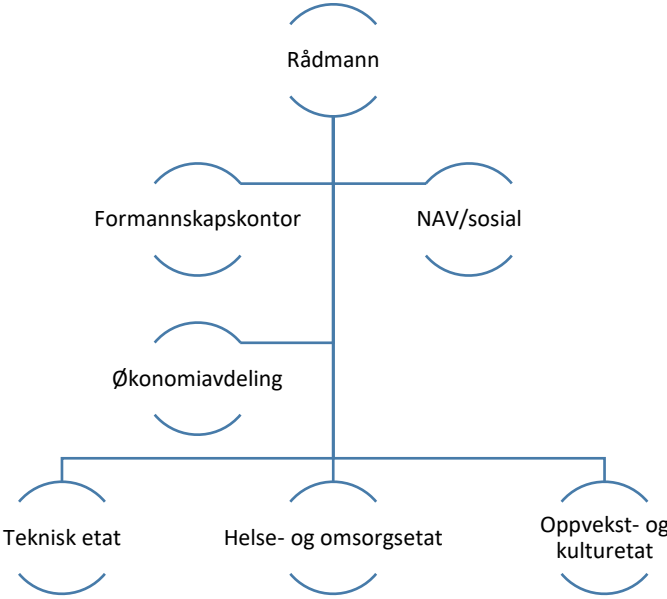 Rådmann
Formannskapskontor
NAV/sosial
Økonomiavdeling
Teknisk etat
Helse- og omsorgsetat
Oppvekst- og
kulturetat